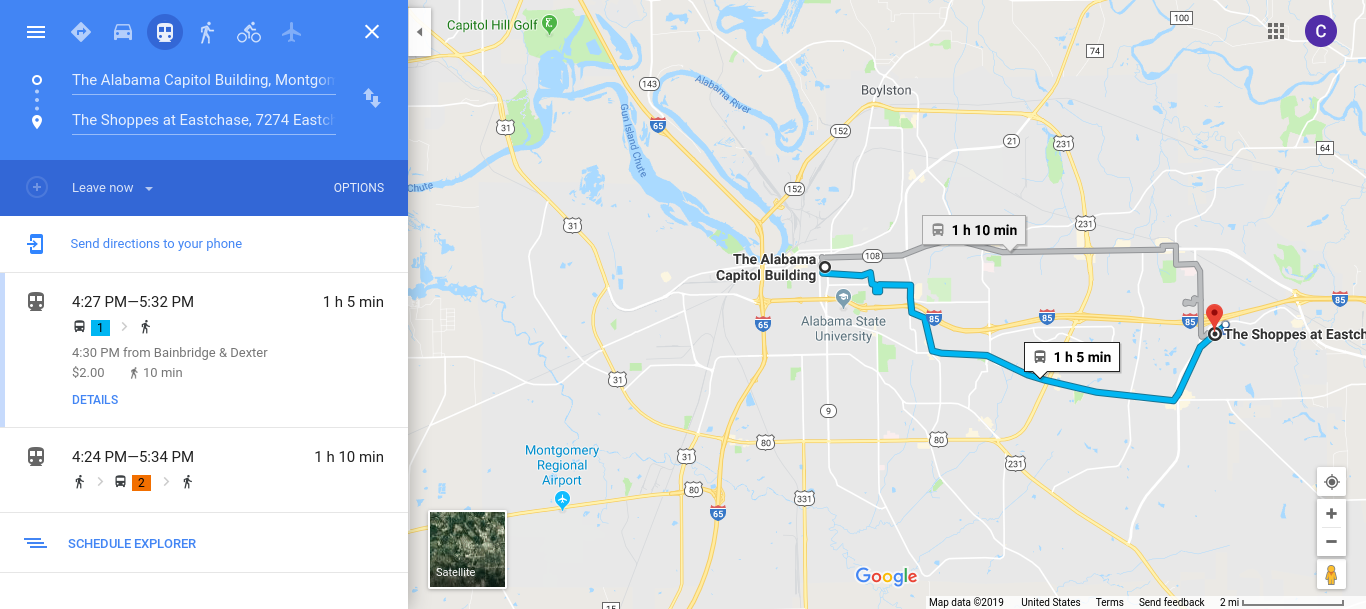 The Alabama Capitol Building, Montgom
The Shoppes at Eastchase, 7274 Eastch
Leave now
OPTIONS
Send directions to your phone
4:27 PM—5:32 PM
1 h 5 min
1
4:30 PM from Bainbridge & Dexter
$2.00
10 min
DETAILS
4:24 PM—5:34 PM
1 h 10 min
2
SCHEDULE EXPLORER
Capitol Hill Golf
100
C
74
143
Alabama River
Boylston
Gun Island Chute
31
65
152
21
231
64
Chute
152
31
231
1 h 10 min
The Alabama
Capitol Building
108
85
Alabama State
University
65
85
85
85
The Shoppes at Eastch
1 h 5 min
31
9
80
80
Montgomery
Regional
Airport
31
231
80
331
65
Satellite
Google
15
Map data ©2019
United States
Terms
Send feedback
2 mi